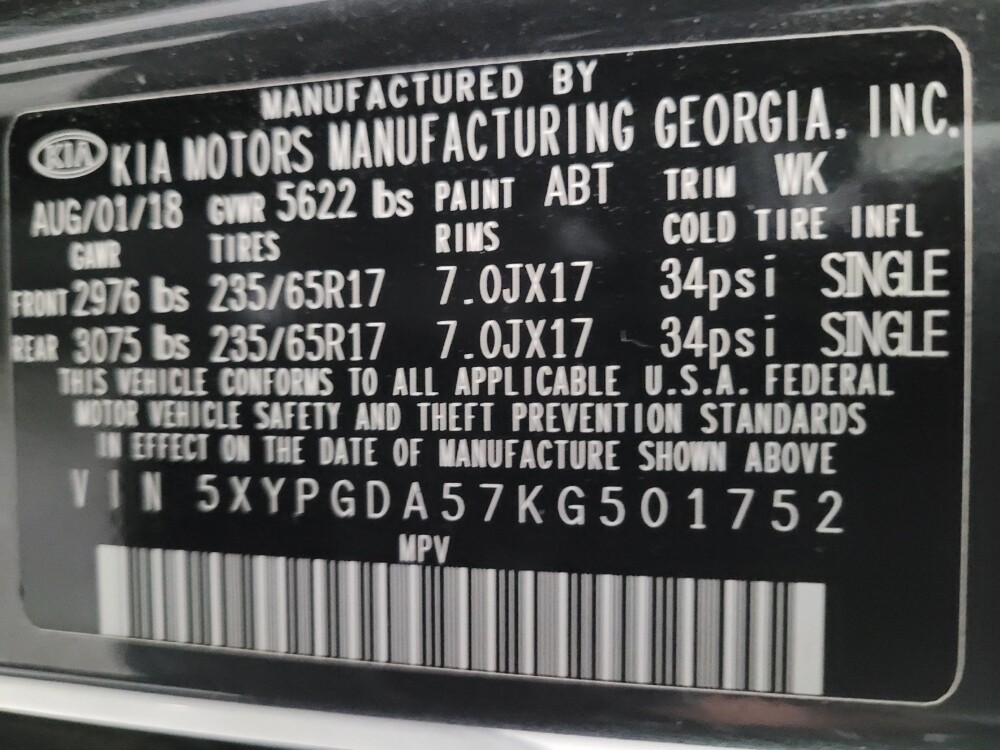 MANUFACTURED BY
KIA KIA MOTORS MANUFACTURING GEORGIA. INC.
AUG/01/18 GVWR 5622 lbs PAINT ABT TRIM WK
GAWR TIRES RIMS COLD TIRE INFL
FRONT 2976 lbs 235/65R17 7.0JX17 34psi SINGLE
REAR 3075 lbs 235/65R17 7.0JX17 34psi SINGLE
THIS VEHICLE CONFORMS TO ALL APPLICABLE U.S.A. FEDERAL
MOTOR VEHICLE SAFETY AND THEFT PREVENTION STANDARDS
IN EFFECT ON THE DATE OF MANUFACTURE SHOWN ABOVE
VIN 5XYPGDA57KG501752
MPV